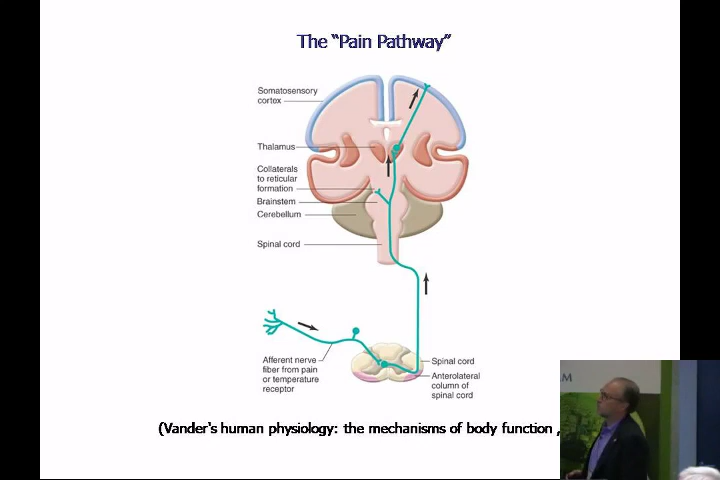 The “Pain Pathway”
Somatosensory
cortex
Thalamus
Collaterals
to reticular
formation
Brainstem
Cerebellum
Spinal cord
Afferent nerve
fiber from pain
or temperature
receptor
Spinal cord
Anterolateral
column of
spinal cord
(Vander's human physiology: the mechanisms of body function ,